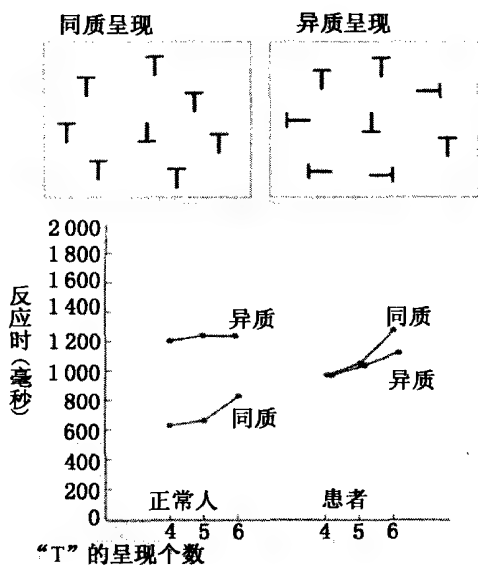 同质呈现
异质呈现
反应时(毫秒)
2 000
1 800
1 600
1 400
1 200
1 000
800
600
400
200
0
异质
同质
同质
异质
正常人
患者
4 5 6
4 5 6
“T”的呈现个数